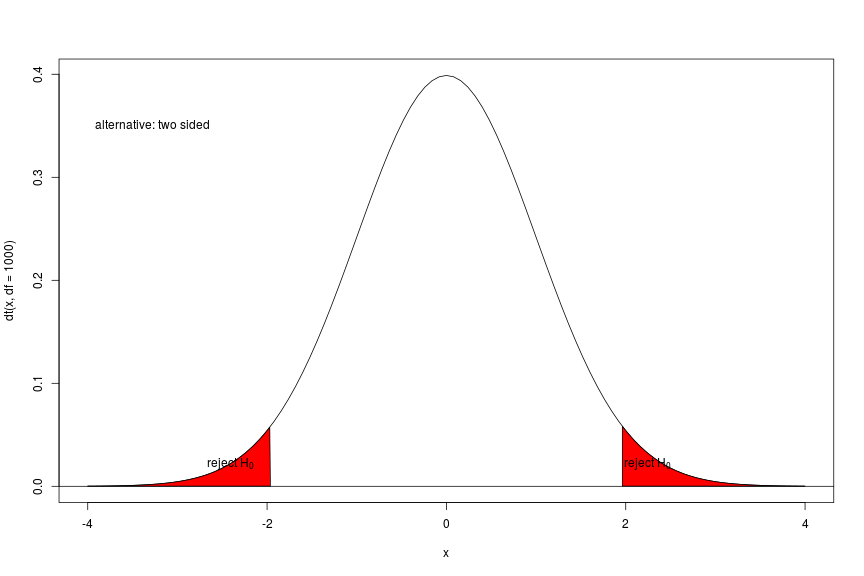 alternative: two sided
0.4
0.3
0.2
0.1
0.0
dt(x, df = 1000)
reject H₀
reject H₀
-4 -2 0 2 4
x